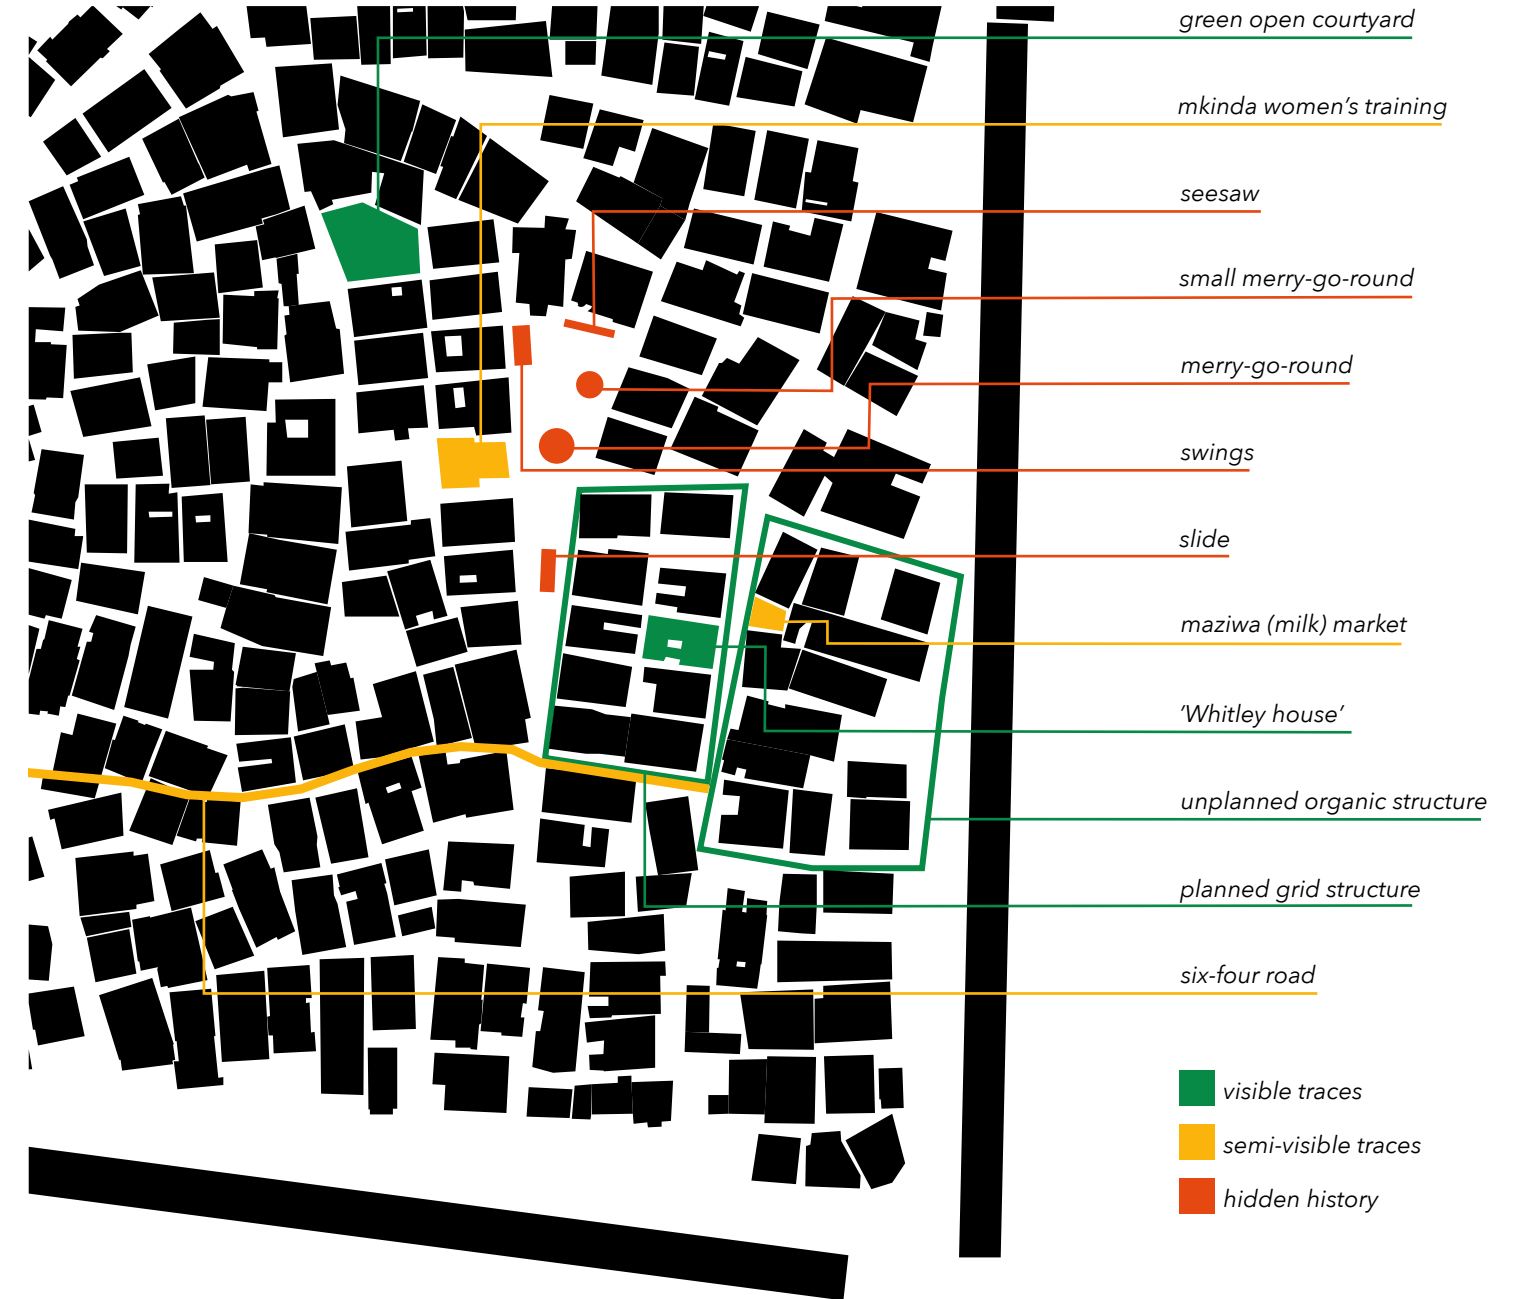 green open courtyard
mkinda women's training
seesaw
small merry-go-round
merry-go-round
swings
slide
maziwa (milk) market
’Whitley house’
unplanned organic structure
planned grid structure
six-four road
visible traces
semi-visible traces
hidden history